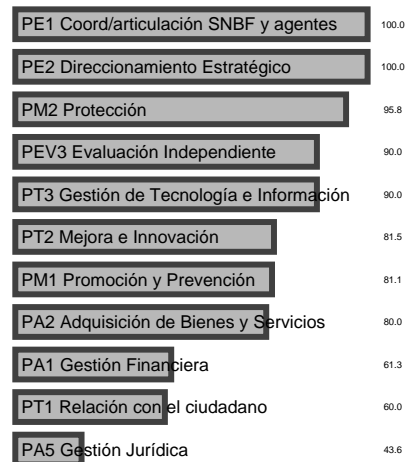 PE1 Coord/articulación SNBF y agentes 100.0
PE2 Direccionamiento Estratégico 100.0
PM2 Protección 95.8
PEV3 Evaluación Independiente 90.0
PT3 Gestión de Tecnología e Información 90.0
PT2 Mejora e Innovación 81.5
PM1 Promoción y Prevención 81.1
PA2 Adquisición de Bienes y Servicios 80.0
PA1 Gestión Financiera 61.3
PT1 Relación con el ciudadano 60.0
PA5 Gestión Jurídica 43.6